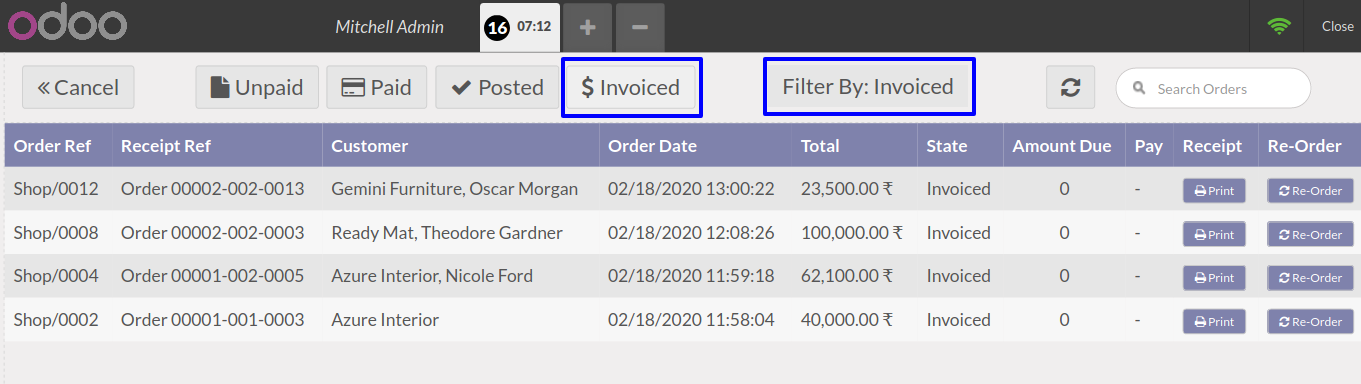 odoo Mitchell Admin 16 07:12 Close
Cancel Unpaid Paid Posted $ Invoiced Filter By: Invoiced Search Orders
Order Ref Receipt Ref Customer Order Date Total State Amount Due Pay Receipt Re-Order
Shop/0012 Order 00002-002-0013 Gemini Furniture, Oscar Morgan 02/18/2020 13:00:22 23,500.00 ₹ Invoiced 0 - Print Re-Order
Shop/0008 Order 00002-002-0003 Ready Mat, Theodore Gardner 02/18/2020 12:08:26 100,000.00 ₹ Invoiced 0 - Print Re-Order
Shop/0004 Order 00001-002-0005 Azure Interior, Nicole Ford 02/18/2020 11:59:18 62,100.00 ₹ Invoiced 0 - Print Re-Order
Shop/0002 Order 00001-001-0003 Azure Interior 02/18/2020 11:58:04 40,000.00 ₹ Invoiced 0 - Print Re-Order